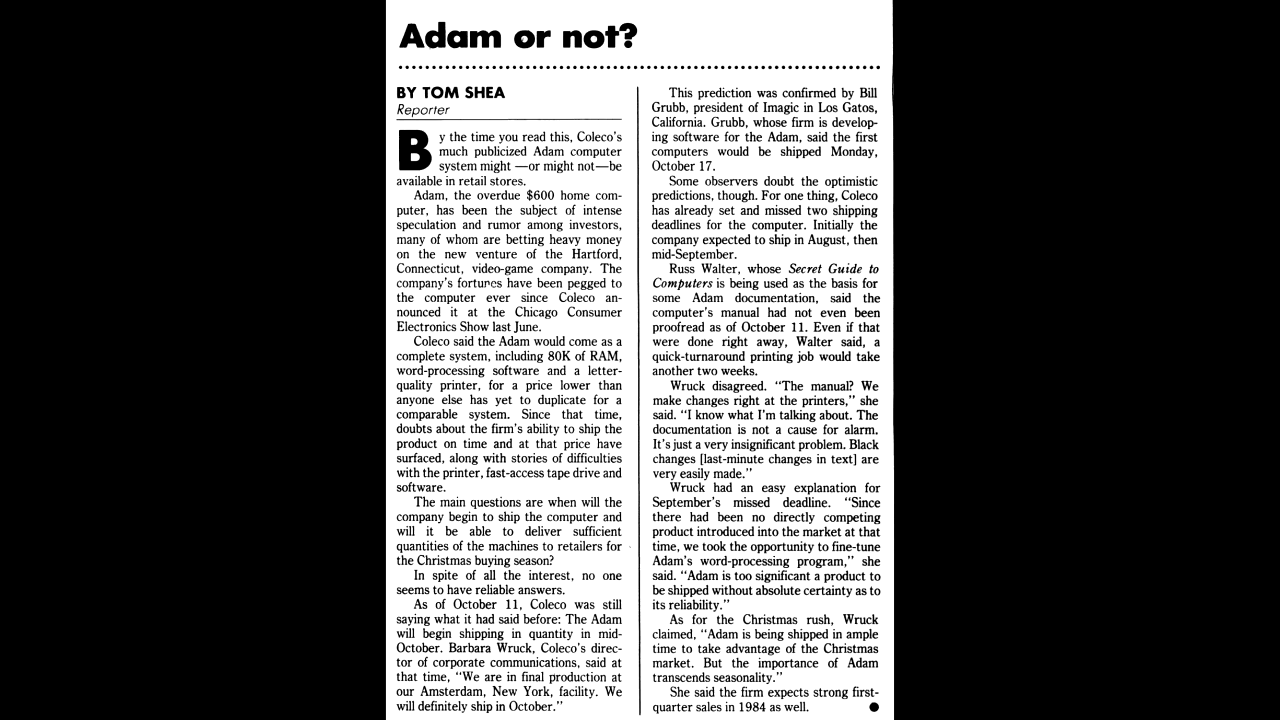 Adam or not?
BY TOM SHEA
Reporter
By the time you read this, Coleco's
much publicized Adam computer
system might —or might not—be
available in retail stores.
Adam, the overdue $600 home com-
puter, has been the subject of intense
speculation and rumor among investors,
many of whom are betting heavy money
on the new venture of the Hartford,
Connecticut, video-game company. The
company's fortunes have been pegged to
the computer ever since Coleco an-
nounced it at the Chicago Consumer
Electronics Show last June.
Coleco said the Adam would come as a
complete system, including 80K of RAM,
word-processing software and a letter-
quality printer, for a price lower than
anyone else has yet to duplicate for a
comparable system. Since that time,
doubts about the firm's ability to ship the
product on time and at that price have
surfaced, along with stories of difficulties
with the printer, fast-access tape drive and
software.
The main questions are when will the
company begin to ship the computer and
will it be able to deliver sufficient
quantities of the machines to retailers for
the Christmas buying season?
In spite of all the interest, no one
seems to have reliable answers.
As of October 11, Coleco was still
saying what it had said before: The Adam
will begin shipping in quantity in mid-
October. Barbara Wruck, Coleco's direc-
tor of corporate communications, said at
that time, "We are in final production at
our Amsterdam, New York, facility. We
will definitely ship in October."
This prediction was confirmed by Bill
Grubb, president of Imagic in Los Gatos,
California. Grubb, whose firm is develop-
ing software for the Adam, said the first
computers would be shipped Monday,
October 17.
Some observers doubt the optimistic
predictions, though. For one thing, Coleco
has already set and missed two shipping
deadlines for the computer. Initially the
company expected to ship in August, then
mid-September.
Russ Walter, whose Secret Guide to
Computers is being used as the basis for
some Adam documentation, said the
computer's manual had not even been
proofread as of October 11. Even if that
were done right away, Walter said, a
quick-turnaround printing job would take
another two weeks.
Wruck disagreed. "The manual? We
make changes right at the printers," she
said. "I know what I'm talking about. The
documentation is not a cause for alarm.
It's just a very insignificant problem. Black
changes [last-minute changes in text] are
very easily made."
Wruck had an easy explanation for
September's missed deadline. "Since
there had been no directly competing
product introduced into the market at that
time, we took the opportunity to fine-tune
Adam's word-processing program," she
said. "Adam is too significant a product to
be shipped without absolute certainty as to
its reliability."
As for the Christmas rush, Wruck
claimed, "Adam is being shipped in ample
time to take advantage of the Christmas
market. But the importance of Adam
transcends seasonality."
She said the firm expects strong first-
quarter sales in 1984 as well.